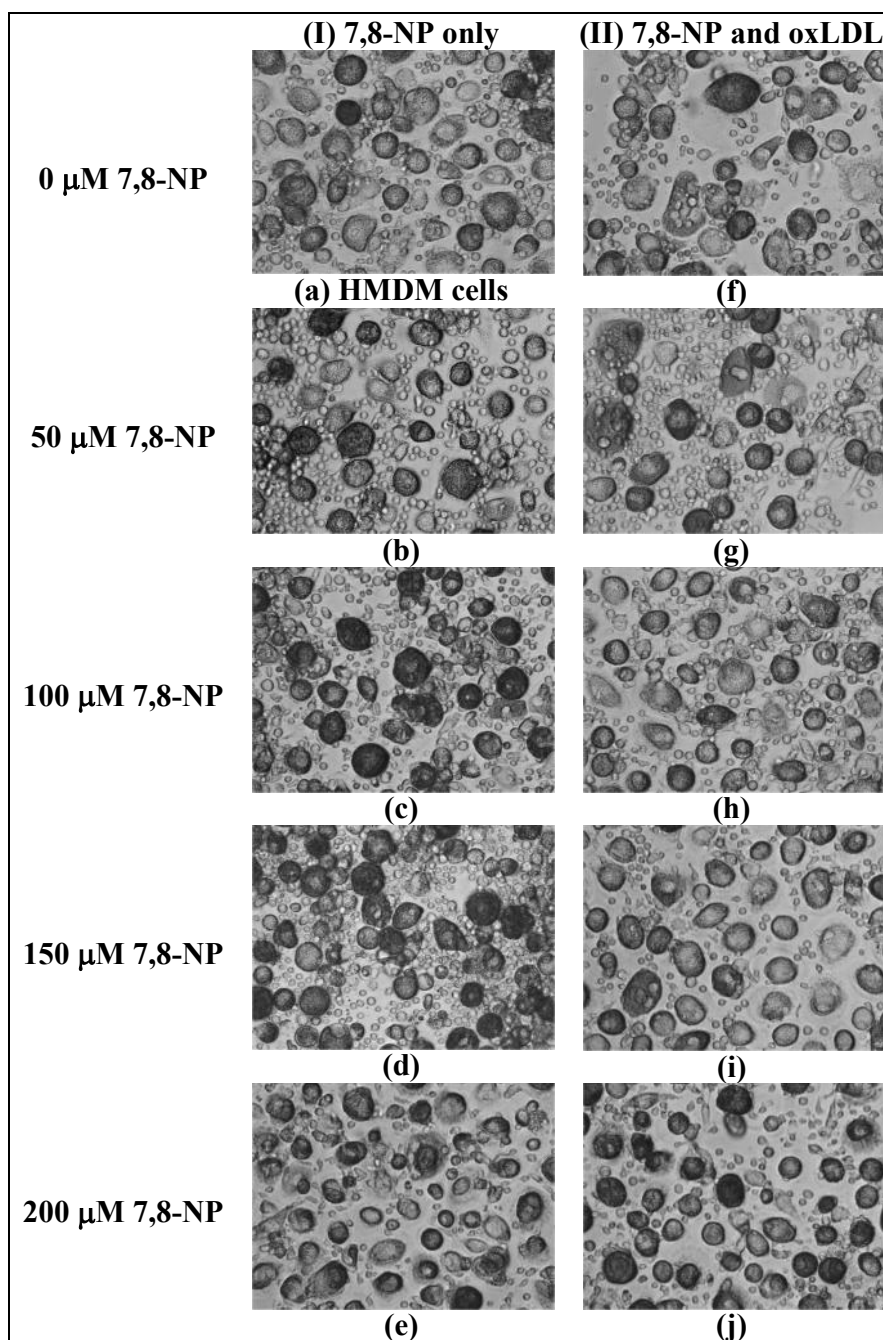 (I) 7,8-NP only (II) 7,8-NP and oxLDL
0 μM 7,8-NP
(a) HMDM cells (f)
50 μM 7,8-NP
(b) (g)
100 μM 7,8-NP
(c) (h)
150 μM 7,8-NP
(d) (i)
200 μM 7,8-NP
(e) (j)